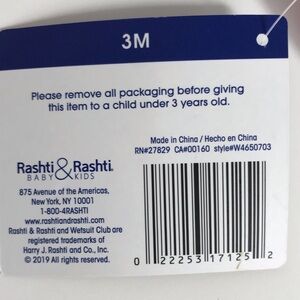 3M
Please remove all packaging before giving
this item to a child under 3 years old.
Made in China / Hecho en China
RN#27829 CA#00160 style#W4650703
Rashti & Rashti.
BABY KIDS
875 Avenue of the Americas,
New York, NY 10001
1-800-4RASHTI
www.rashtiandrashti.com
Rashti & Rashti and Wetsuit Club are
registered trademarks of
Harry J. Rashti and Co., Inc.
© 2019 All rights reserved.
0 22253 17125 2